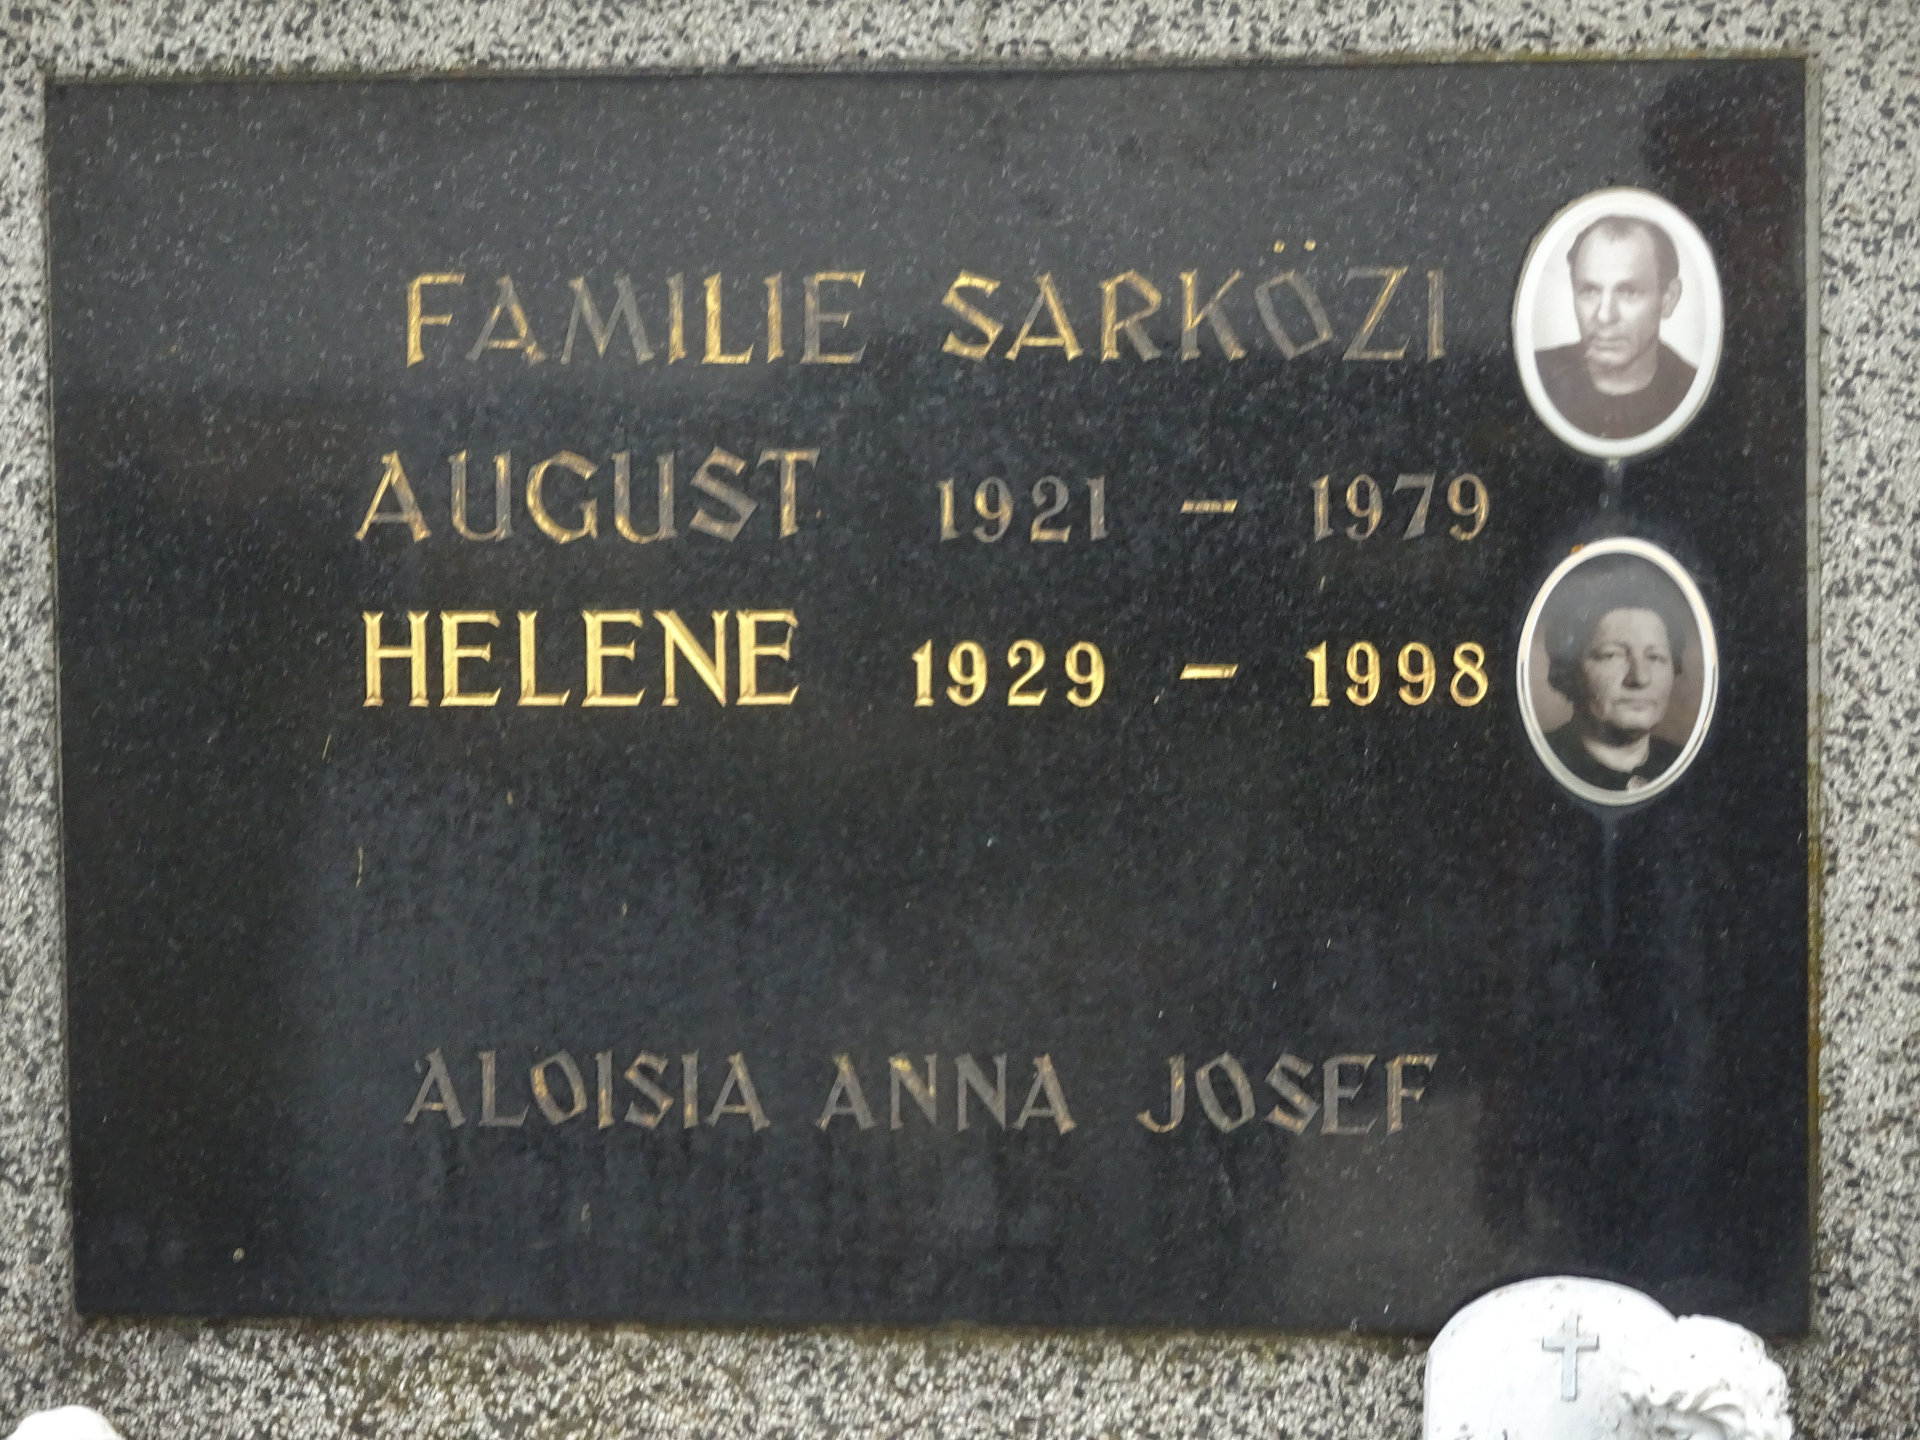 FAMILIE SARKÖZI
AUGUST 1921 – 1979
HELENE 1929 – 1998
ALOISIA ANNA JOSEF